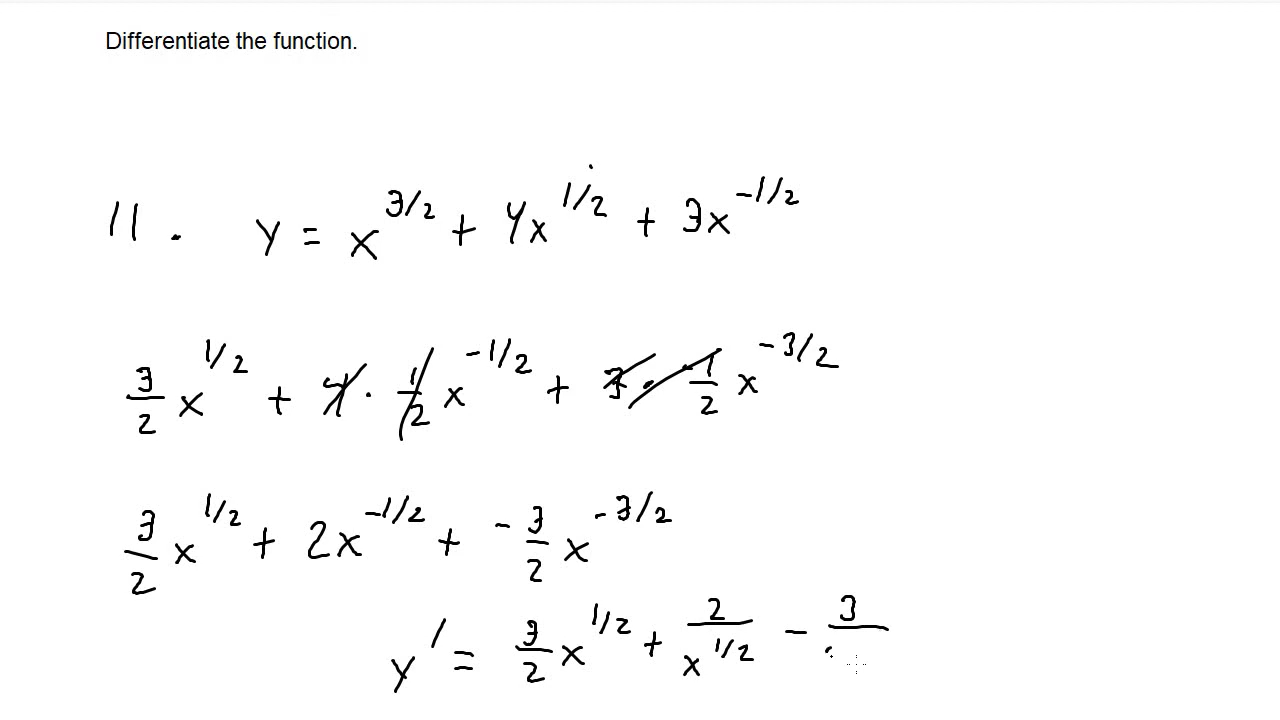 Differentiate the function.
11. y = x^3/2 + 4x^1/2 + 3x^-1/2
3/2 x^1/2 + 4 · 1/2 x^-1/2 + 3 · -1/2 x^-3/2
3/2 x^1/2 + 2x^-1/2 + -3/2 x^-3/2
y' = 3/2 x^1/2 + 2/x^1/2 - 3/